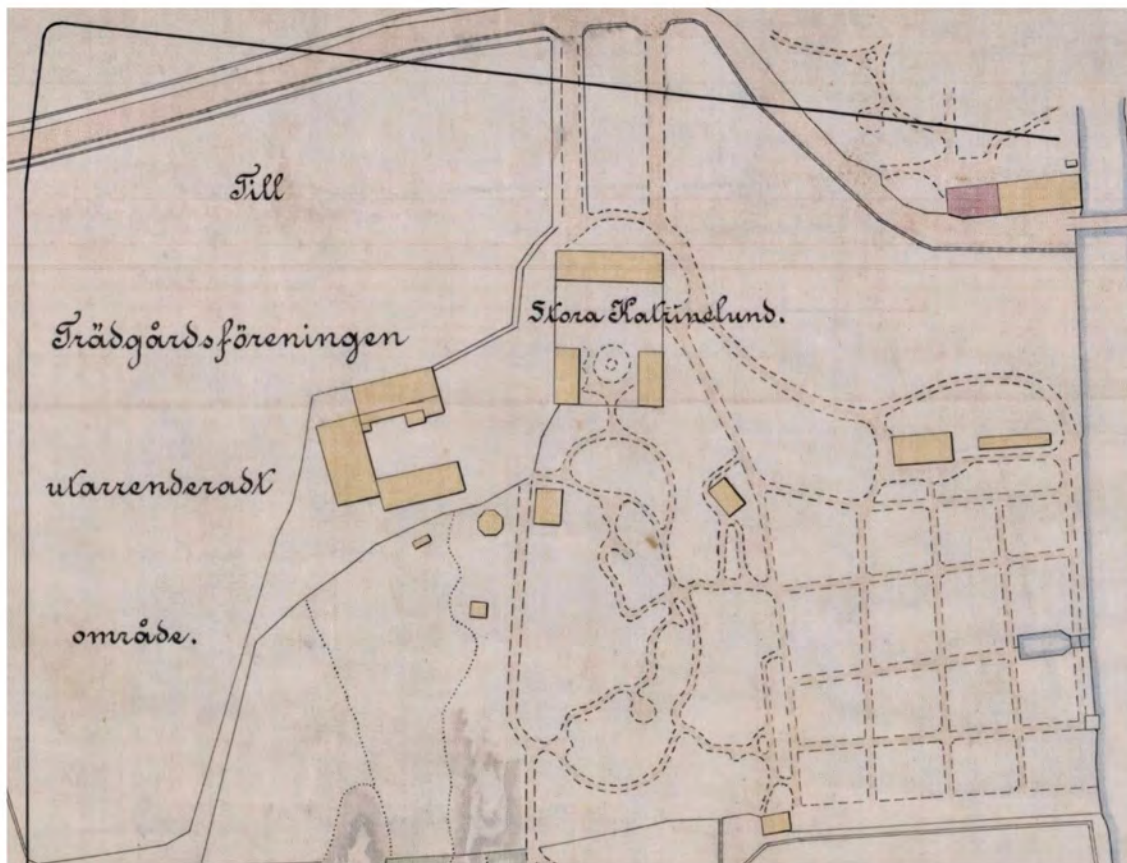 Till
Stora Katrinelund.
Trädgårdsföreningen
utarrenderadt
område.